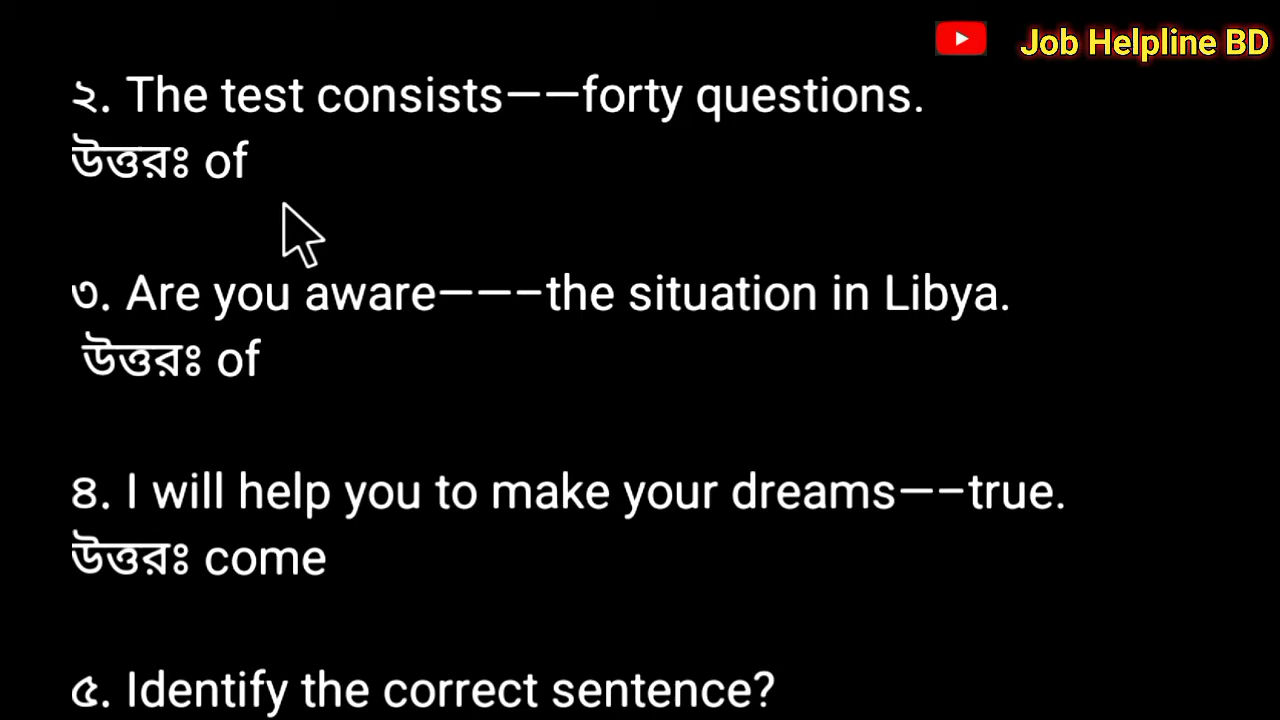 Job Helpline BD
২. The test consists——forty questions.
উত্তরঃ of
৩. Are you aware———the situation in Libya.
উত্তরঃ of
৪. I will help you to make your dreams——true.
উত্তরঃ come
৫. Identify the correct sentence?